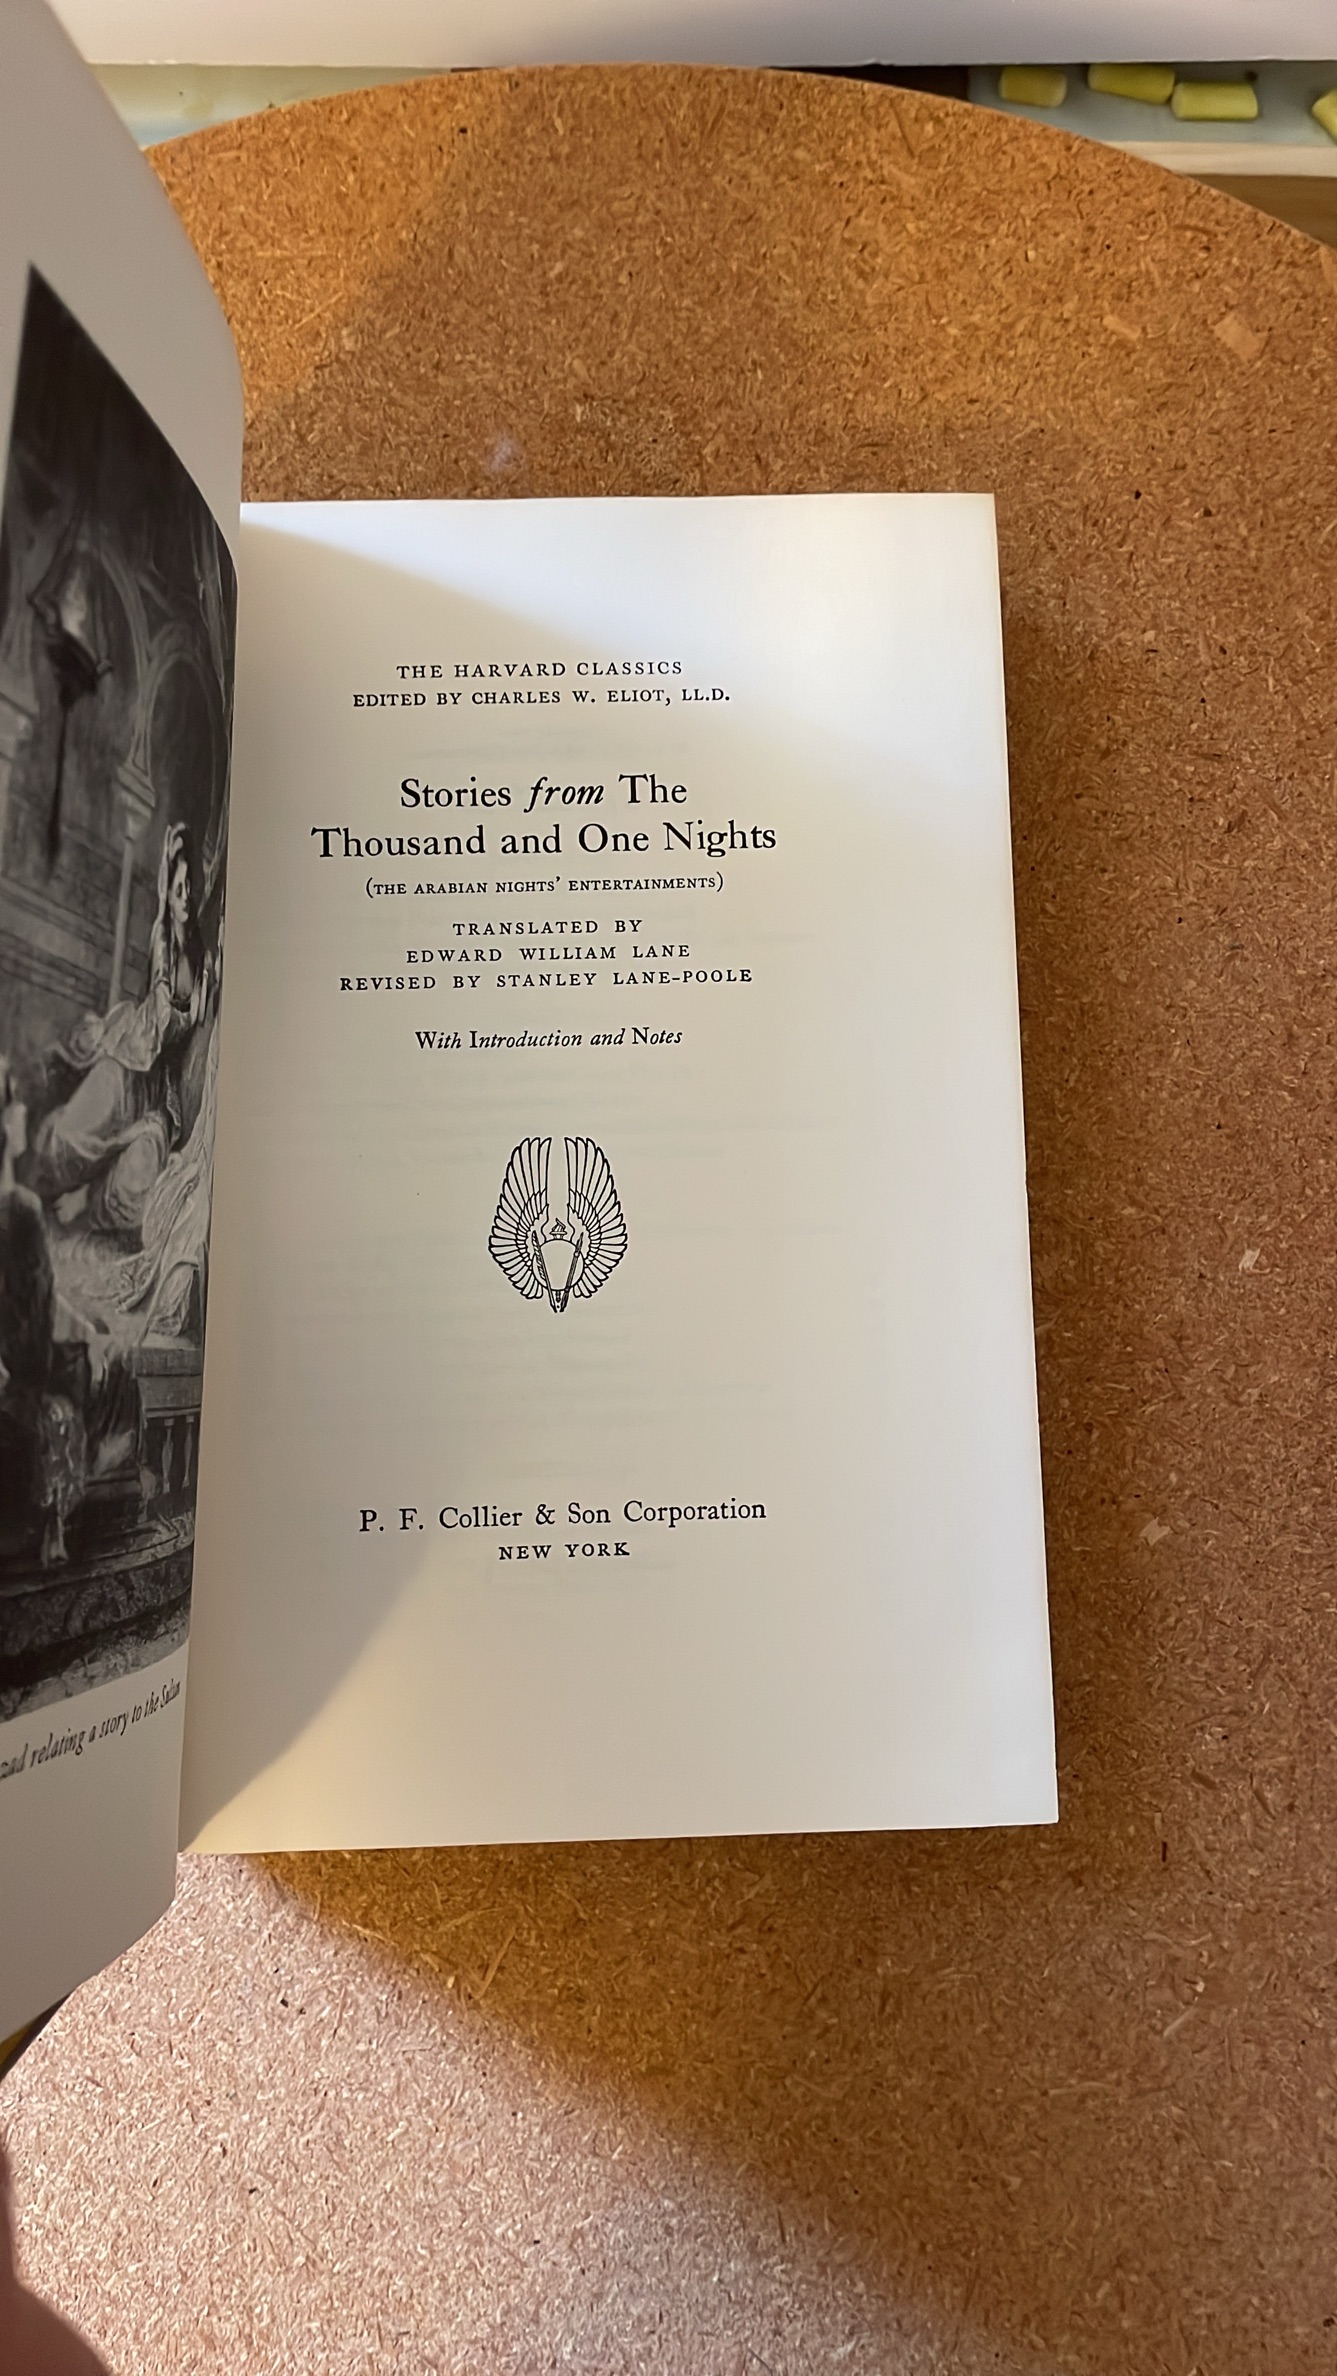 THE HARVARD CLASSICS
EDITED BY CHARLES W. ELIOT, LL.D.
Stories from The
Thousand and One Nights
(THE ARABIAN NIGHTS' ENTERTAINMENTS)
TRANSLATED BY
EDWARD WILLIAM LANE
REVISED BY STANLEY LANE-POOLE
With Introduction and Notes
P. F. Collier & Son Corporation
NEW YORK
relating a story to the Sultan